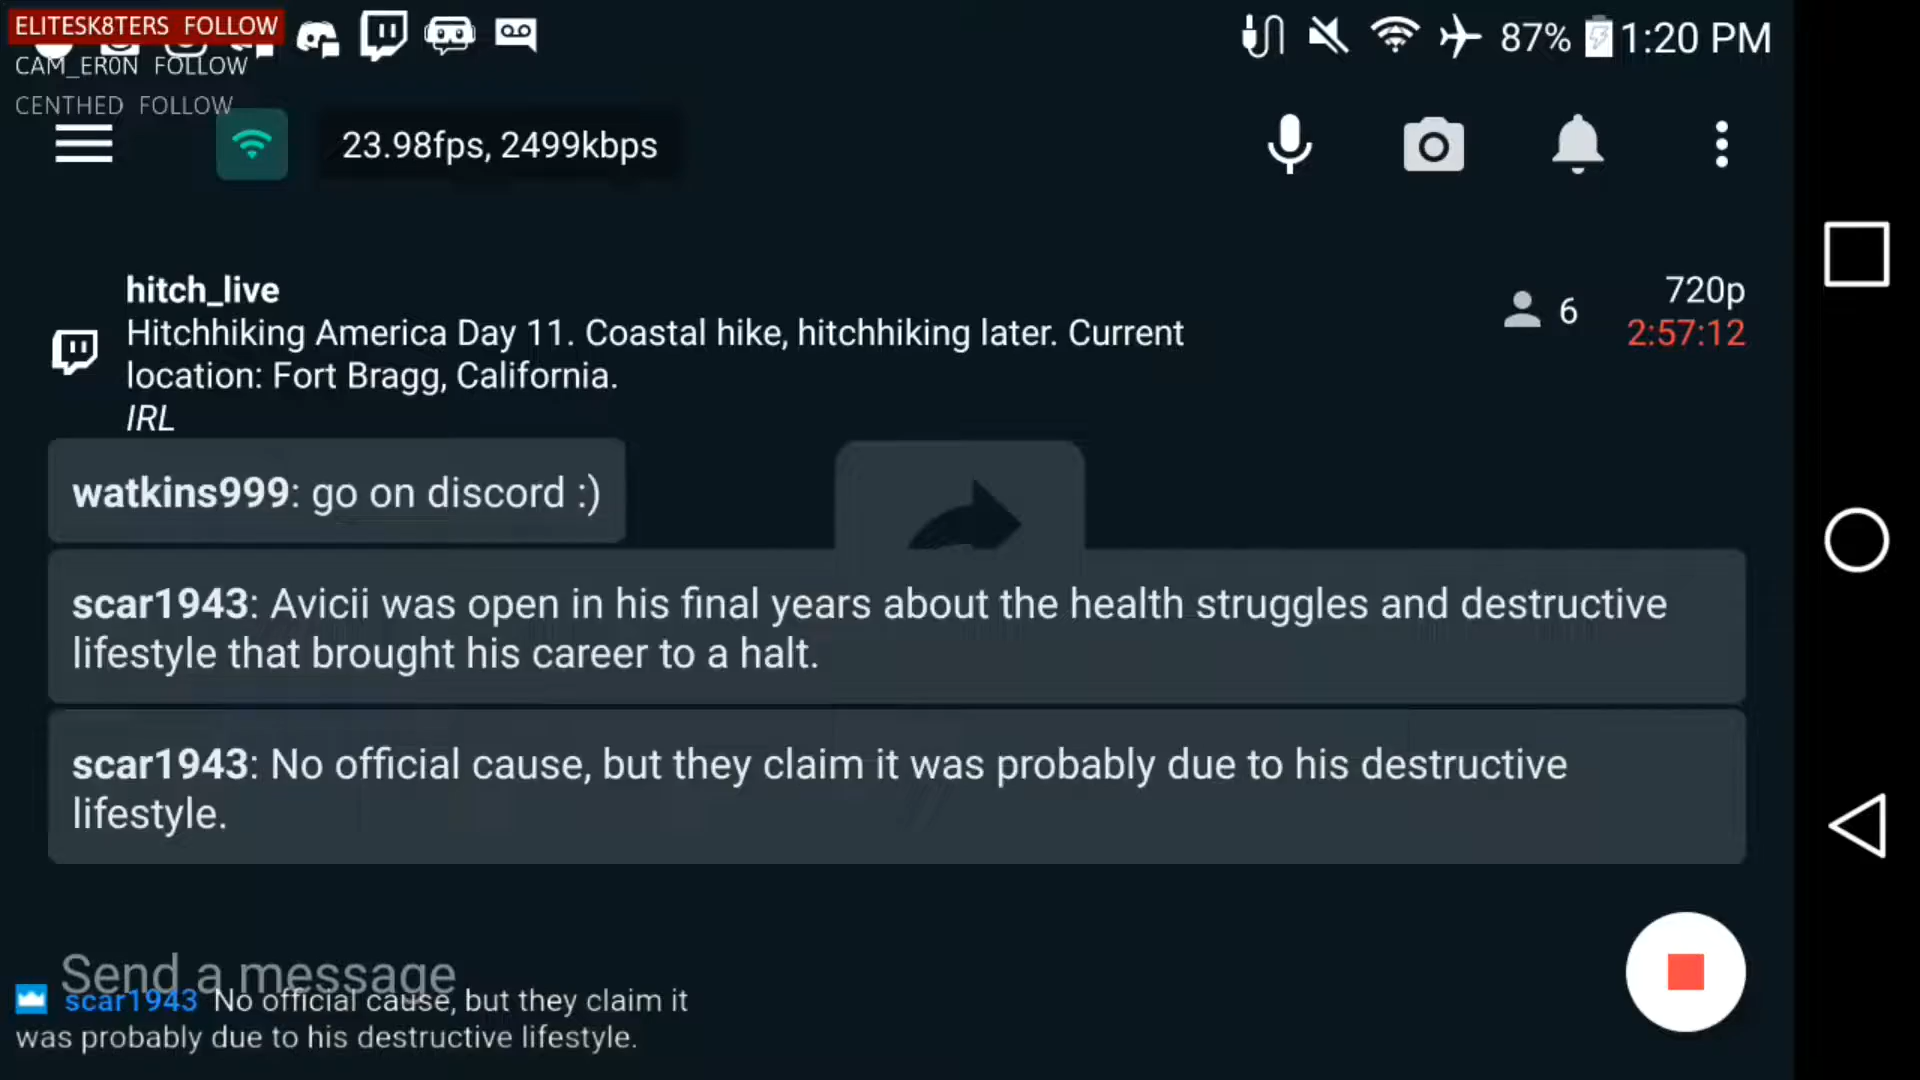 ELITESK8TERS FOLLOW
CAM_ER0N FOLLOW
CENTHED FOLLOW
87% 1:20 PM
23.98fps, 2499kbps
hitch_live
Hitchhiking America Day 11. Coastal hike, hitchhiking later. Current
location: Fort Bragg, California.
IRL
6
720p
2:57:12
watkins999: go on discord :)
scar1943: Avicii was open in his final years about the health struggles and destructive
lifestyle that brought his career to a halt.
scar1943: No official cause, but they claim it was probably due to his destructive
lifestyle.
Send a message
scar1943 No official cause, but they claim it
was probably due to his destructive lifestyle.